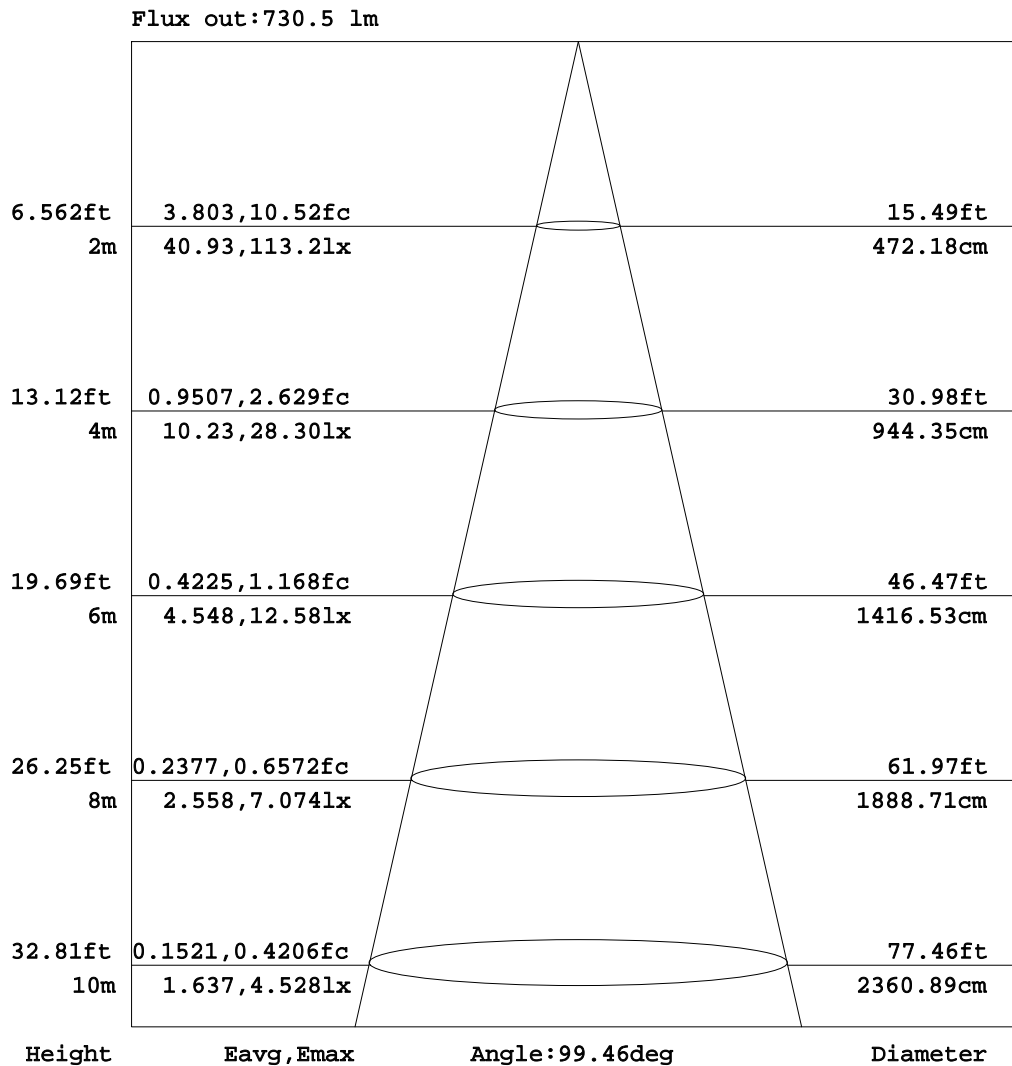 Flux out:730.5 lm
6.562ft 3.803,10.52fc 15.49ft
2m 40.93,113.2lx 472.18cm
13.12ft 0.9507,2.629fc 30.98ft
4m 10.23,28.30lx 944.35cm
19.69ft 0.4225,1.168fc 46.47ft
6m 4.548,12.58lx 1416.53cm
26.25ft 0.2377,0.6572fc 61.97ft
8m 2.558,7.074lx 1888.71cm
32.81ft 0.1521,0.4206fc 77.46ft
10m 1.637,4.528lx 2360.89cm
Height Eavg,Emax Angle:99.46deg Diameter